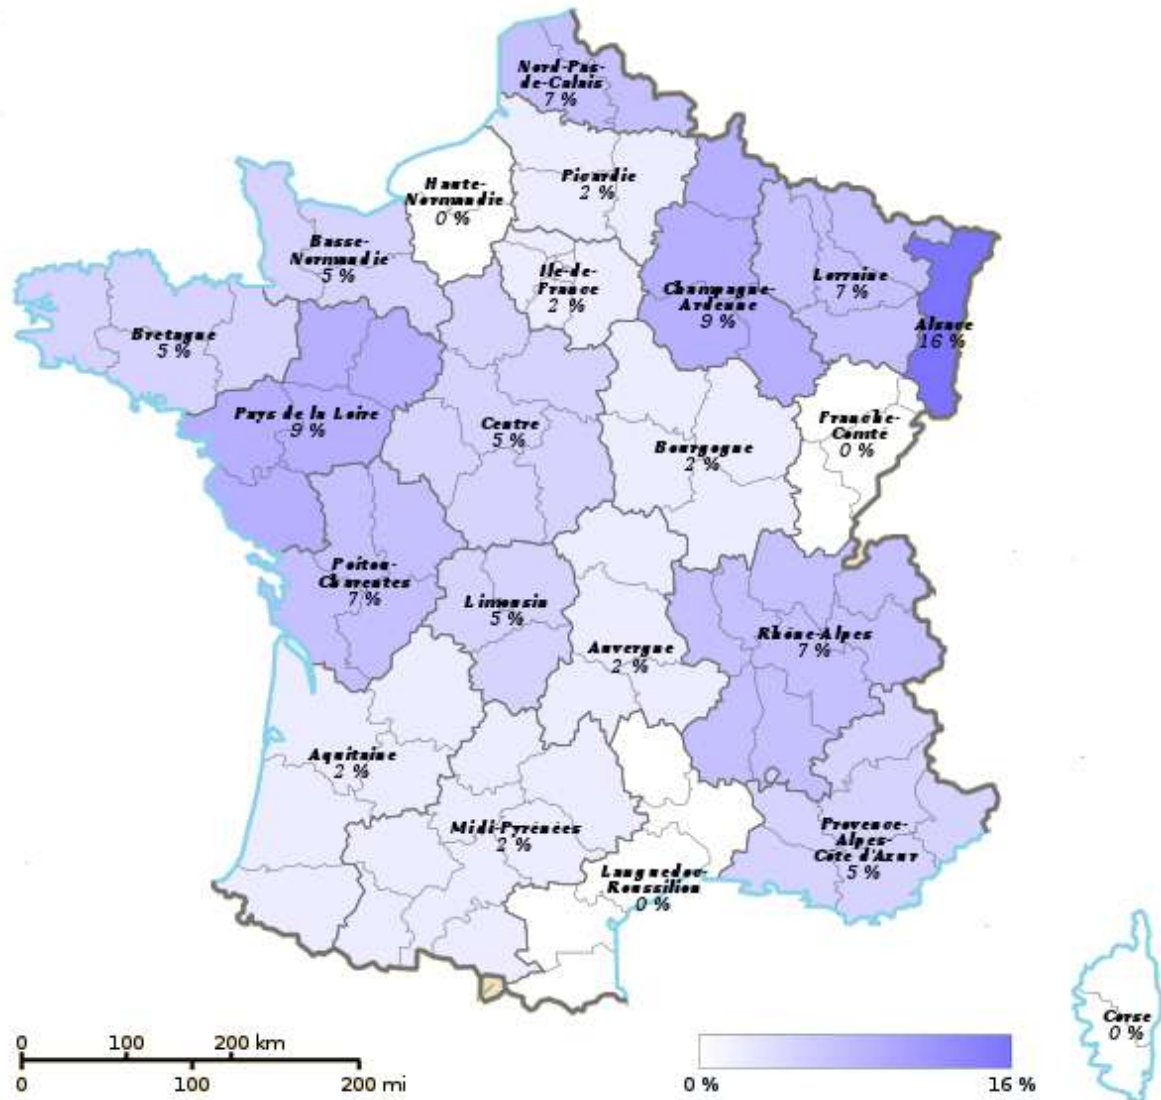 Nord-Pas-
de-Calais
7 %
Picardie
2 %
Haute-
Normandie
0 %
Basse-
Normandie
5 %
Ile-de-
France
2 %
Champagne-
Ardenne
9 %
Lorraine
7 %
Alsace
16 %
Bretagne
5 %
Pays de la Loire
9 %
Centre
5 %
Bourgogne
2 %
Franche-
Comté
0 %
Poitou-
Charentes
7 %
Limousin
5 %
Auvergne
2 %
Rhône-Alpes
7 %
Aquitaine
2 %
Midi-Pyrénées
2 %
Languedoc-
Roussilion
0 %
Provence-
Alpes-
Côte d'Azur
5 %
Corse
0 %
0 100 200 km
0 100 200 mi
0 % 16 %